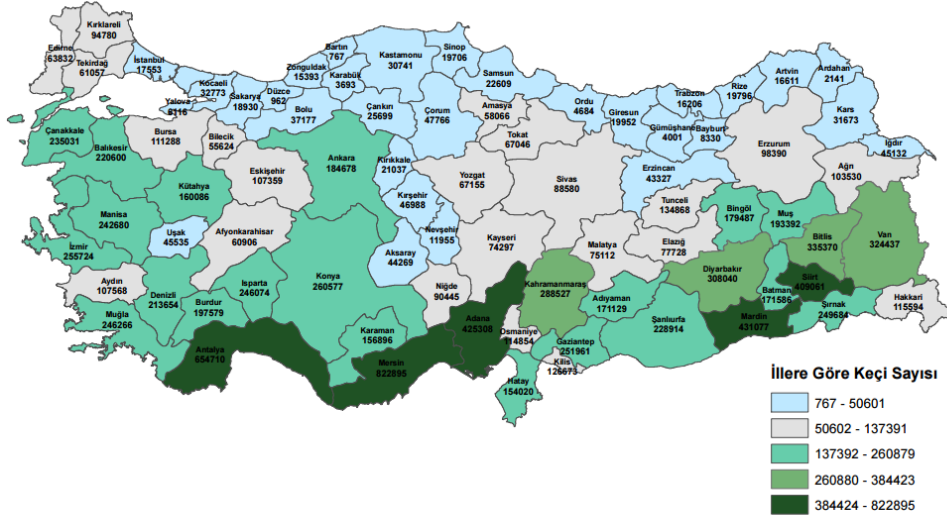 Kırklareli
94780
Edirne
63832
Tekirdağ
61057
İstanbul
17553
Kocaeli
32773
Yalova
8116
Sakarya
18930
Düzce
962
Bolu
37177
Zonguldak
15393
Bartın
767
Karabük
3693
Kastamonu
30741
Sinop
19706
Samsun
22609
Çankırı
25699
Çorum
47766
Amasya
58066
Tokat
67046
Ordu
4684
Giresun
19952
Trabzon
16206
Rize
19796
Artvin
16611
Ardahan
2141
Kars
31673
Gümüşhane
4001
Bayburt
8330
Erzurum
98390
Iğdır
45132
Ağrı
103530
Çanakkale
235031
Balıkesir
220600
Bursa
111288
Bilecik
55624
Eskişehir
107359
Ankara
184678
Kırıkkale
21037
Kırşehir
46988
Yozgat
67155
Sivas
88580
Erzincan
43327
Tunceli
134868
Bingöl
179487
Muş
193392
Bitlis
335370
Van
324437
Kütahya
160086
Manisa
242680
İzmir
255724
Uşak
45535
Afyonkarahisar
60906
Konya
260577
Aksaray
44269
Nevşehir
11955
Kayseri
74297
Malatya
75112
Elazığ
77728
Diyarbakır
308040
Batman
171586
Siirt
409061
Şırnak
249684
Hakkari
115594
Aydın
107568
Muğla
246266
Denizli
213654
Burdur
197579
Isparta
246074
Antalya
654710
Karaman
156896
Mersin
822895
Niğde
90445
Adana
425308
Kahramanmaraş
288527
Osmaniye
114854
Adıyaman
171129
Gaziantep
251961
Kilis
126673
Hatay
154020
Şanlıurfa
228914
Mardin
431077
İllere Göre Keçi Sayısı
767 - 50601
50602 - 137391
137392 - 260879
260880 - 384423
384424 - 822895